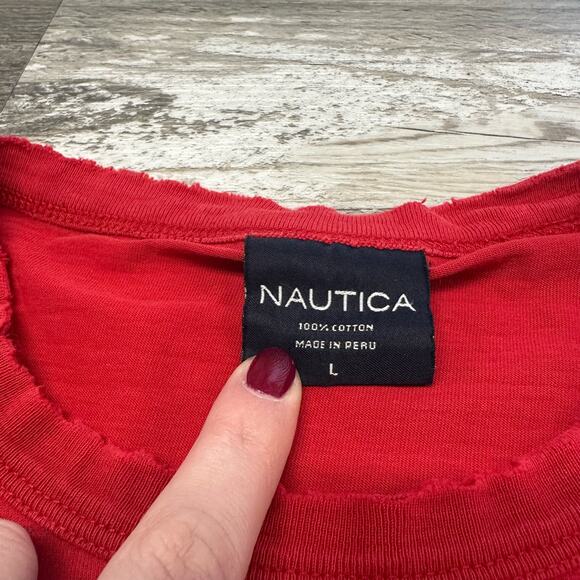 NAUTICA
100% COTTON
MADE IN PERU
L